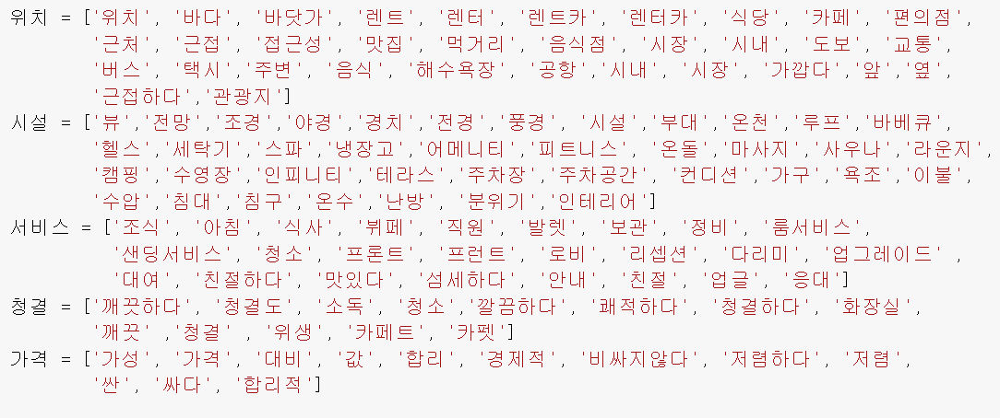 위치 = ['위치', '바다', '바닷가', '렌트', '렌터', '렌트카', '렌터카', '식당', '카페', '편의점',
'근처', '근접', '접근성', '맛집', '먹거리', '음식점', '시장', '시내', '도보', '교통',
'버스', '택시','주변', '음식', '해수욕장', '공항','시내', '시장', '가깝다','앞','옆',
'근접하다','관광지']
시설 = ['뷰','전망','조경','야경','경치','전경','풍경', '시설','부대','온천','루프','바베큐',
'헬스','세탁기','스파','냉장고','어메니티','피트니스', '온돌','마사지','사우나','라운지',
'캠핑','수영장','인피니티','테라스','주차장','주차공간', '컨디션','가구','욕조','이불',
'수압','침대','침구','온수','난방', '분위기','인테리어']
서비스 = ['조식', '아침', '식사', '뷔페', '직원', '발렛', '보관', '정비', '룸서비스',
'샌딩서비스', '청소', '프론트', '프런트', '로비', '리셉션', '다리미', '업그레이드',
'대여', '친절하다', '맛있다', '섬세하다', '안내', '친절', '업글', '응대']
청결 = ['깨끗하다', '청결도', '소독', '청소','깔끔하다', '쾌적하다', '청결하다', '화장실',
'깨끗','청결', '위생', '카페트', '카펫']
가격 = ['가성', '가격', '대비', '값', '합리', '경제적', '비싸지않다', '저렴하다', '저렴',
'싼', '싸다', '합리적']